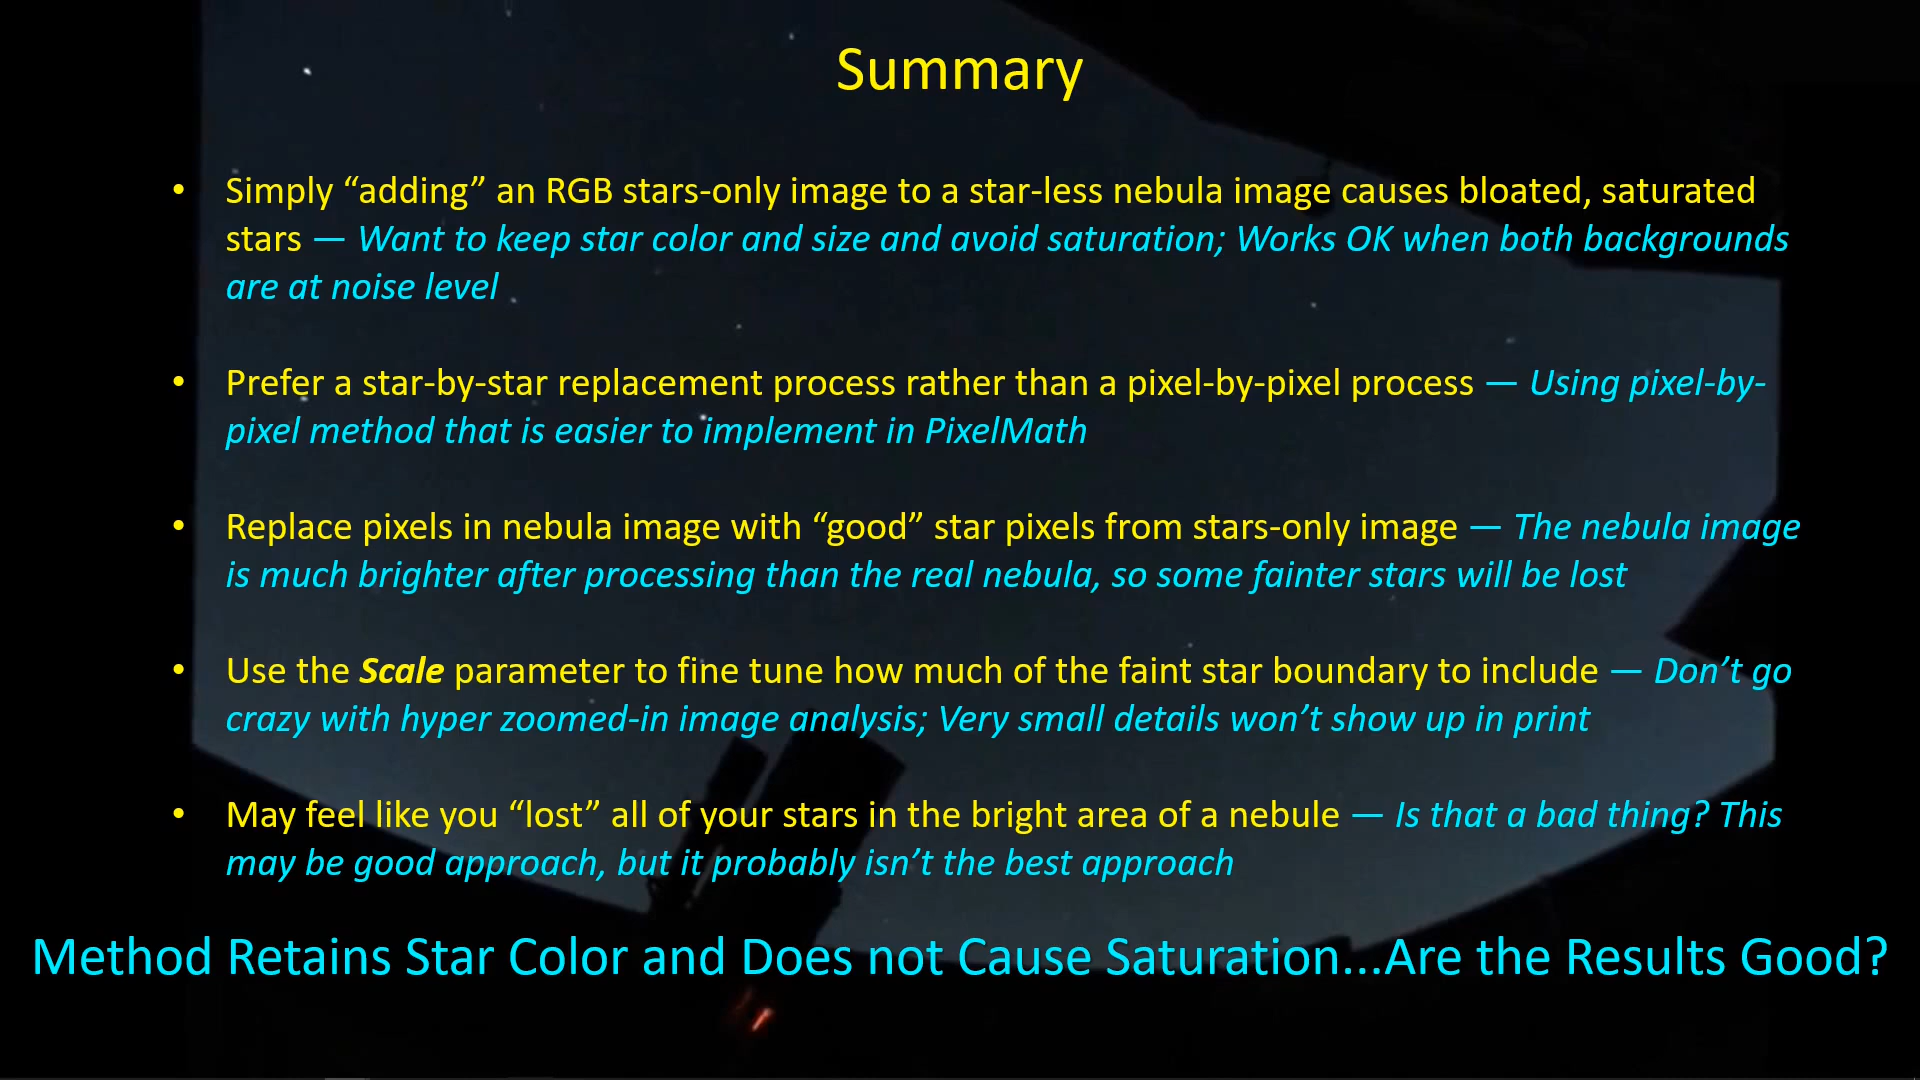 Summary
• Simply “adding” an RGB stars-only image to a star-less nebula image causes bloated, saturated
stars — Want to keep star color and size and avoid saturation; Works OK when both backgrounds
are at noise level
• Prefer a star-by-star replacement process rather than a pixel-by-pixel process — Using pixel-by-
pixel method that is easier to implement in PixelMath
• Replace pixels in nebula image with “good” star pixels from stars-only image — The nebula image
is much brighter after processing than the real nebula, so some fainter stars will be lost
• Use the Scale parameter to fine tune how much of the faint star boundary to include — Don’t go
crazy with hyper zoomed-in image analysis; Very small details won’t show up in print
• May feel like you “lost” all of your stars in the bright area of a nebule — Is that a bad thing? This
may be good approach, but it probably isn’t the best approach
Method Retains Star Color and Does not Cause Saturation...Are the Results Good?